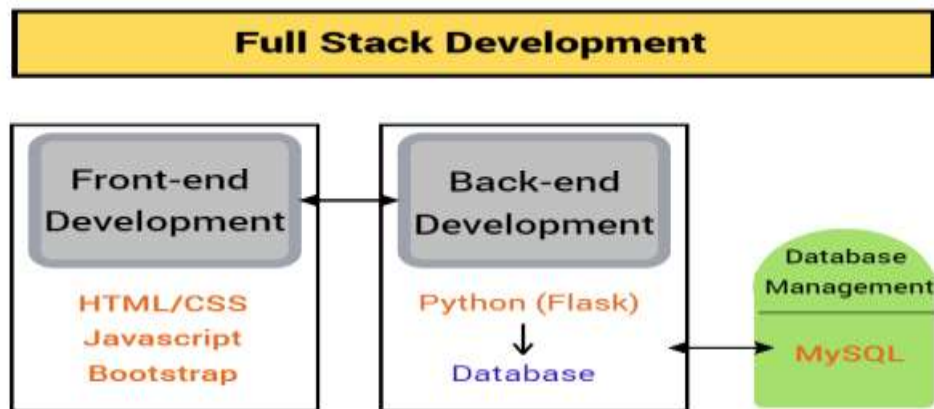 Full Stack Development
Front-end
Development
HTML/CSS
Javascript
Bootstrap
Back-end
Development
Python (Flask)
Database
Database
Management
MySQL